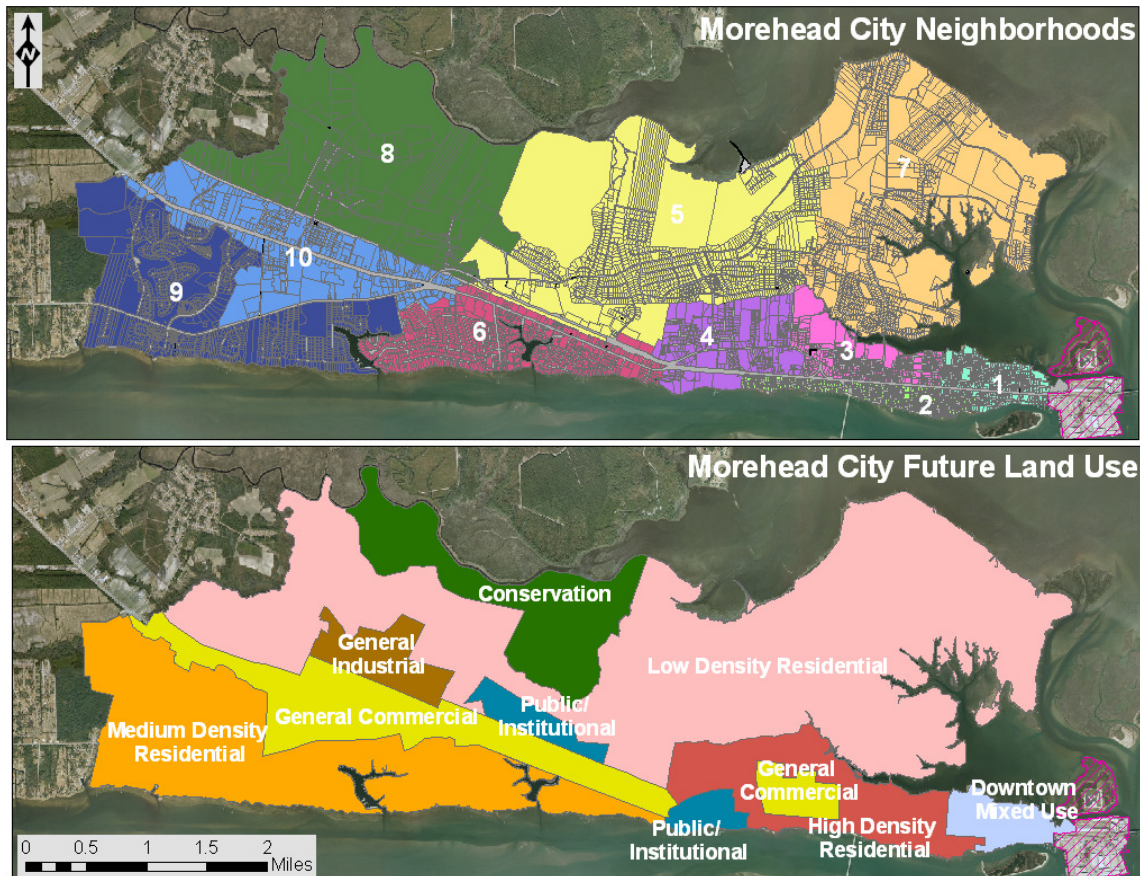 N
Morehead City Neighborhoods
8
7
5
10
9
6
4
3
1
2
Morehead City Future Land Use
Conservation
General
Industrial
Low Density Residential
Public/
Institutional
General Commercial
Medium Density
Residential
General
Commercial
Downtown
Mixed Use
Public/
Institutional
High Density
Residential
0 0.5 1 1.5 2
Miles